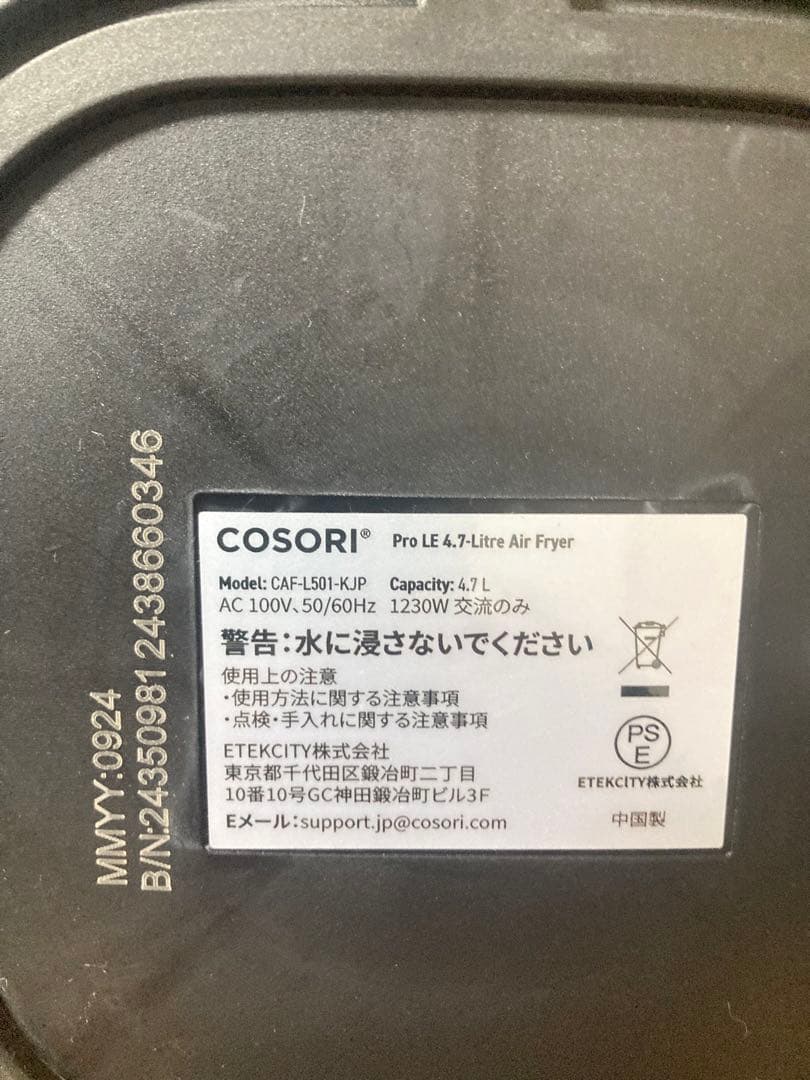 COSORI® Pro LE 4.7-Litre Air Fryer
Model: CAF-L501-KJP Capacity: 4.7 L
AC 100V、50/60Hz 1230W 交流のみ
警告：水に浸さないでください
使用上の注意
・使用方法に関する注意事項
・点検・手入れに関する注意事項
ETEKCITY株式会社
東京都千代田区鍛冶町二丁目
10番10号GC神田鍛冶町ビル3F
Eメール：support.jp@cosori.com
PS
E
ETEKCITY株式会社
中国製
MMYY:0924
B/N:24350981 2438660346